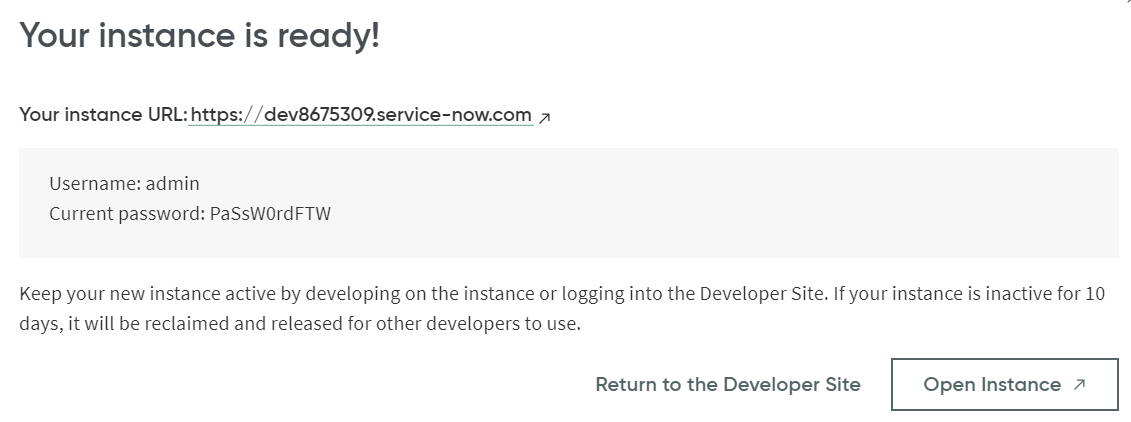 Your instance is ready!
Your instance URL: https://dev8675309.service-now.com ↗
Username: admin
Current password: PaSsW0rdFTW
Keep your new instance active by developing on the instance or logging into the Developer Site. If your instance is inactive for 10
days, it will be reclaimed and released for other developers to use.
Return to the Developer Site
Open Instance ↗